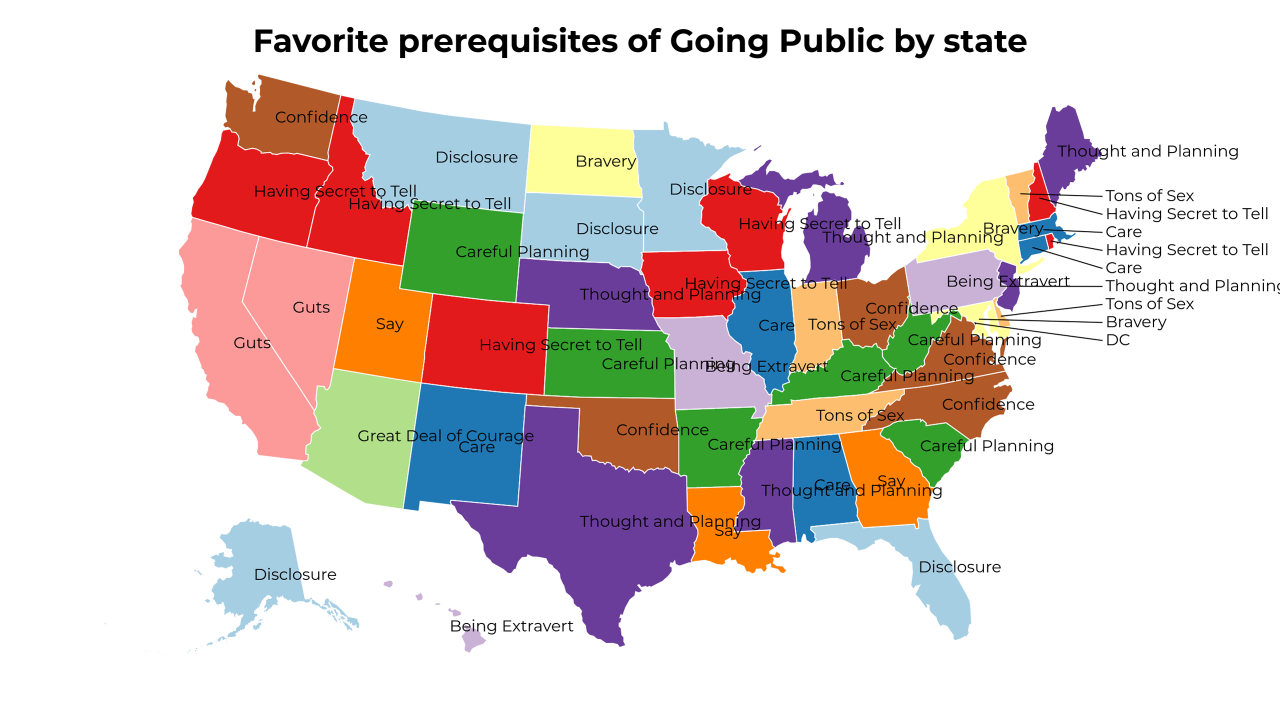 Favorite prerequisites of Going Public by state
Confidence
Thought and Planning
Disclosure
Bravery
Disclosure
Having Secret to Tell
Having Secret to Tell
Tons of Sex
Having Secret to Tell
Having Secret to Tell
Disclosure
Bravery
Care
Thought and Planning
Careful Planning
Having Secret to Tell
Care
Being Extravert
Having Secret to Tell
Thought and Planning
Thought and Planning
Tons of Sex
Guts
Confidence
Say
Care
Tons of Sex
Bravery
Guts
Having Secret to Tell
Careful Planning
DC
Careful Planning
Being Extravert
Confidence
Careful Planning
Confidence
Tons of Sex
Great Deal of Courage
Care
Confidence
Careful Planning
Careful Planning
Thought and Planning
Care
Say
Thought and Planning
Say
Disclosure
Disclosure
Being Extravert